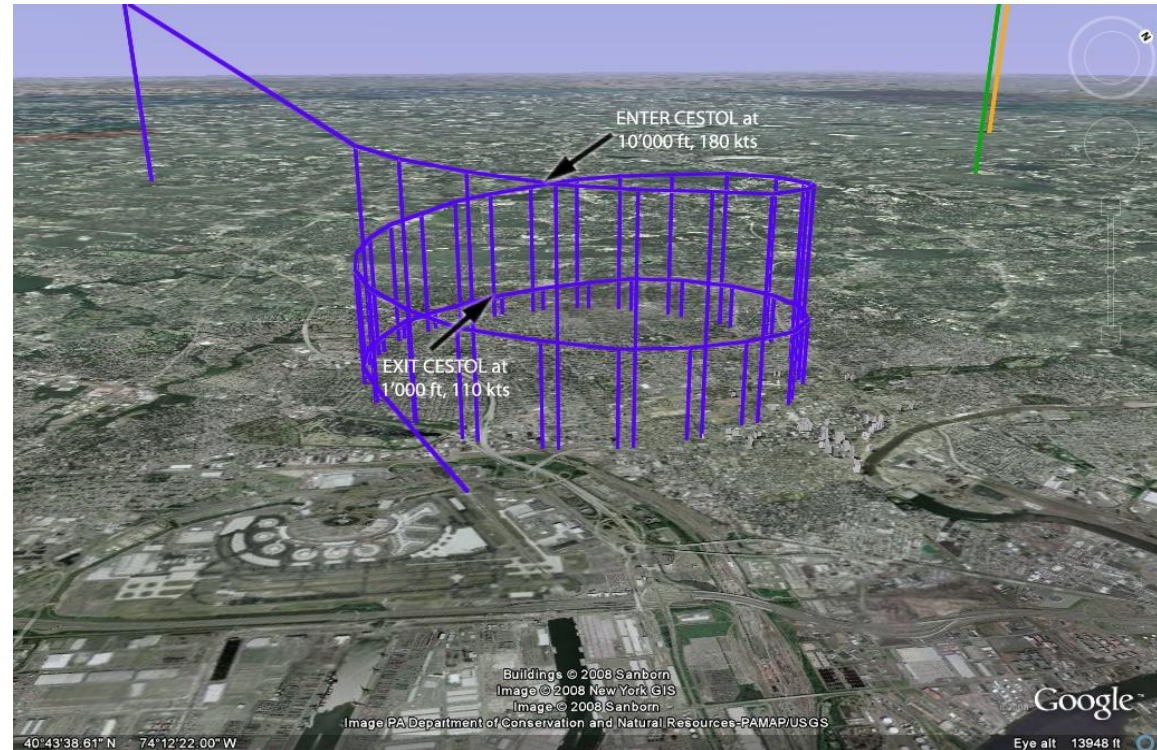 N
ENTER CESTOL at
10'000 ft, 180 kts
EXIT CESTOL at
1'000 ft, 110 kts
Buildings © 2008 Sanborn
Image © 2008 New York GIS
Image © 2008 Sanborn
Image PA Department of Conservation and Natural Resources-PAMAP/USGS
Google™
40°43'38.61" N 74°12'22.00" W
Eye alt 13948 ft